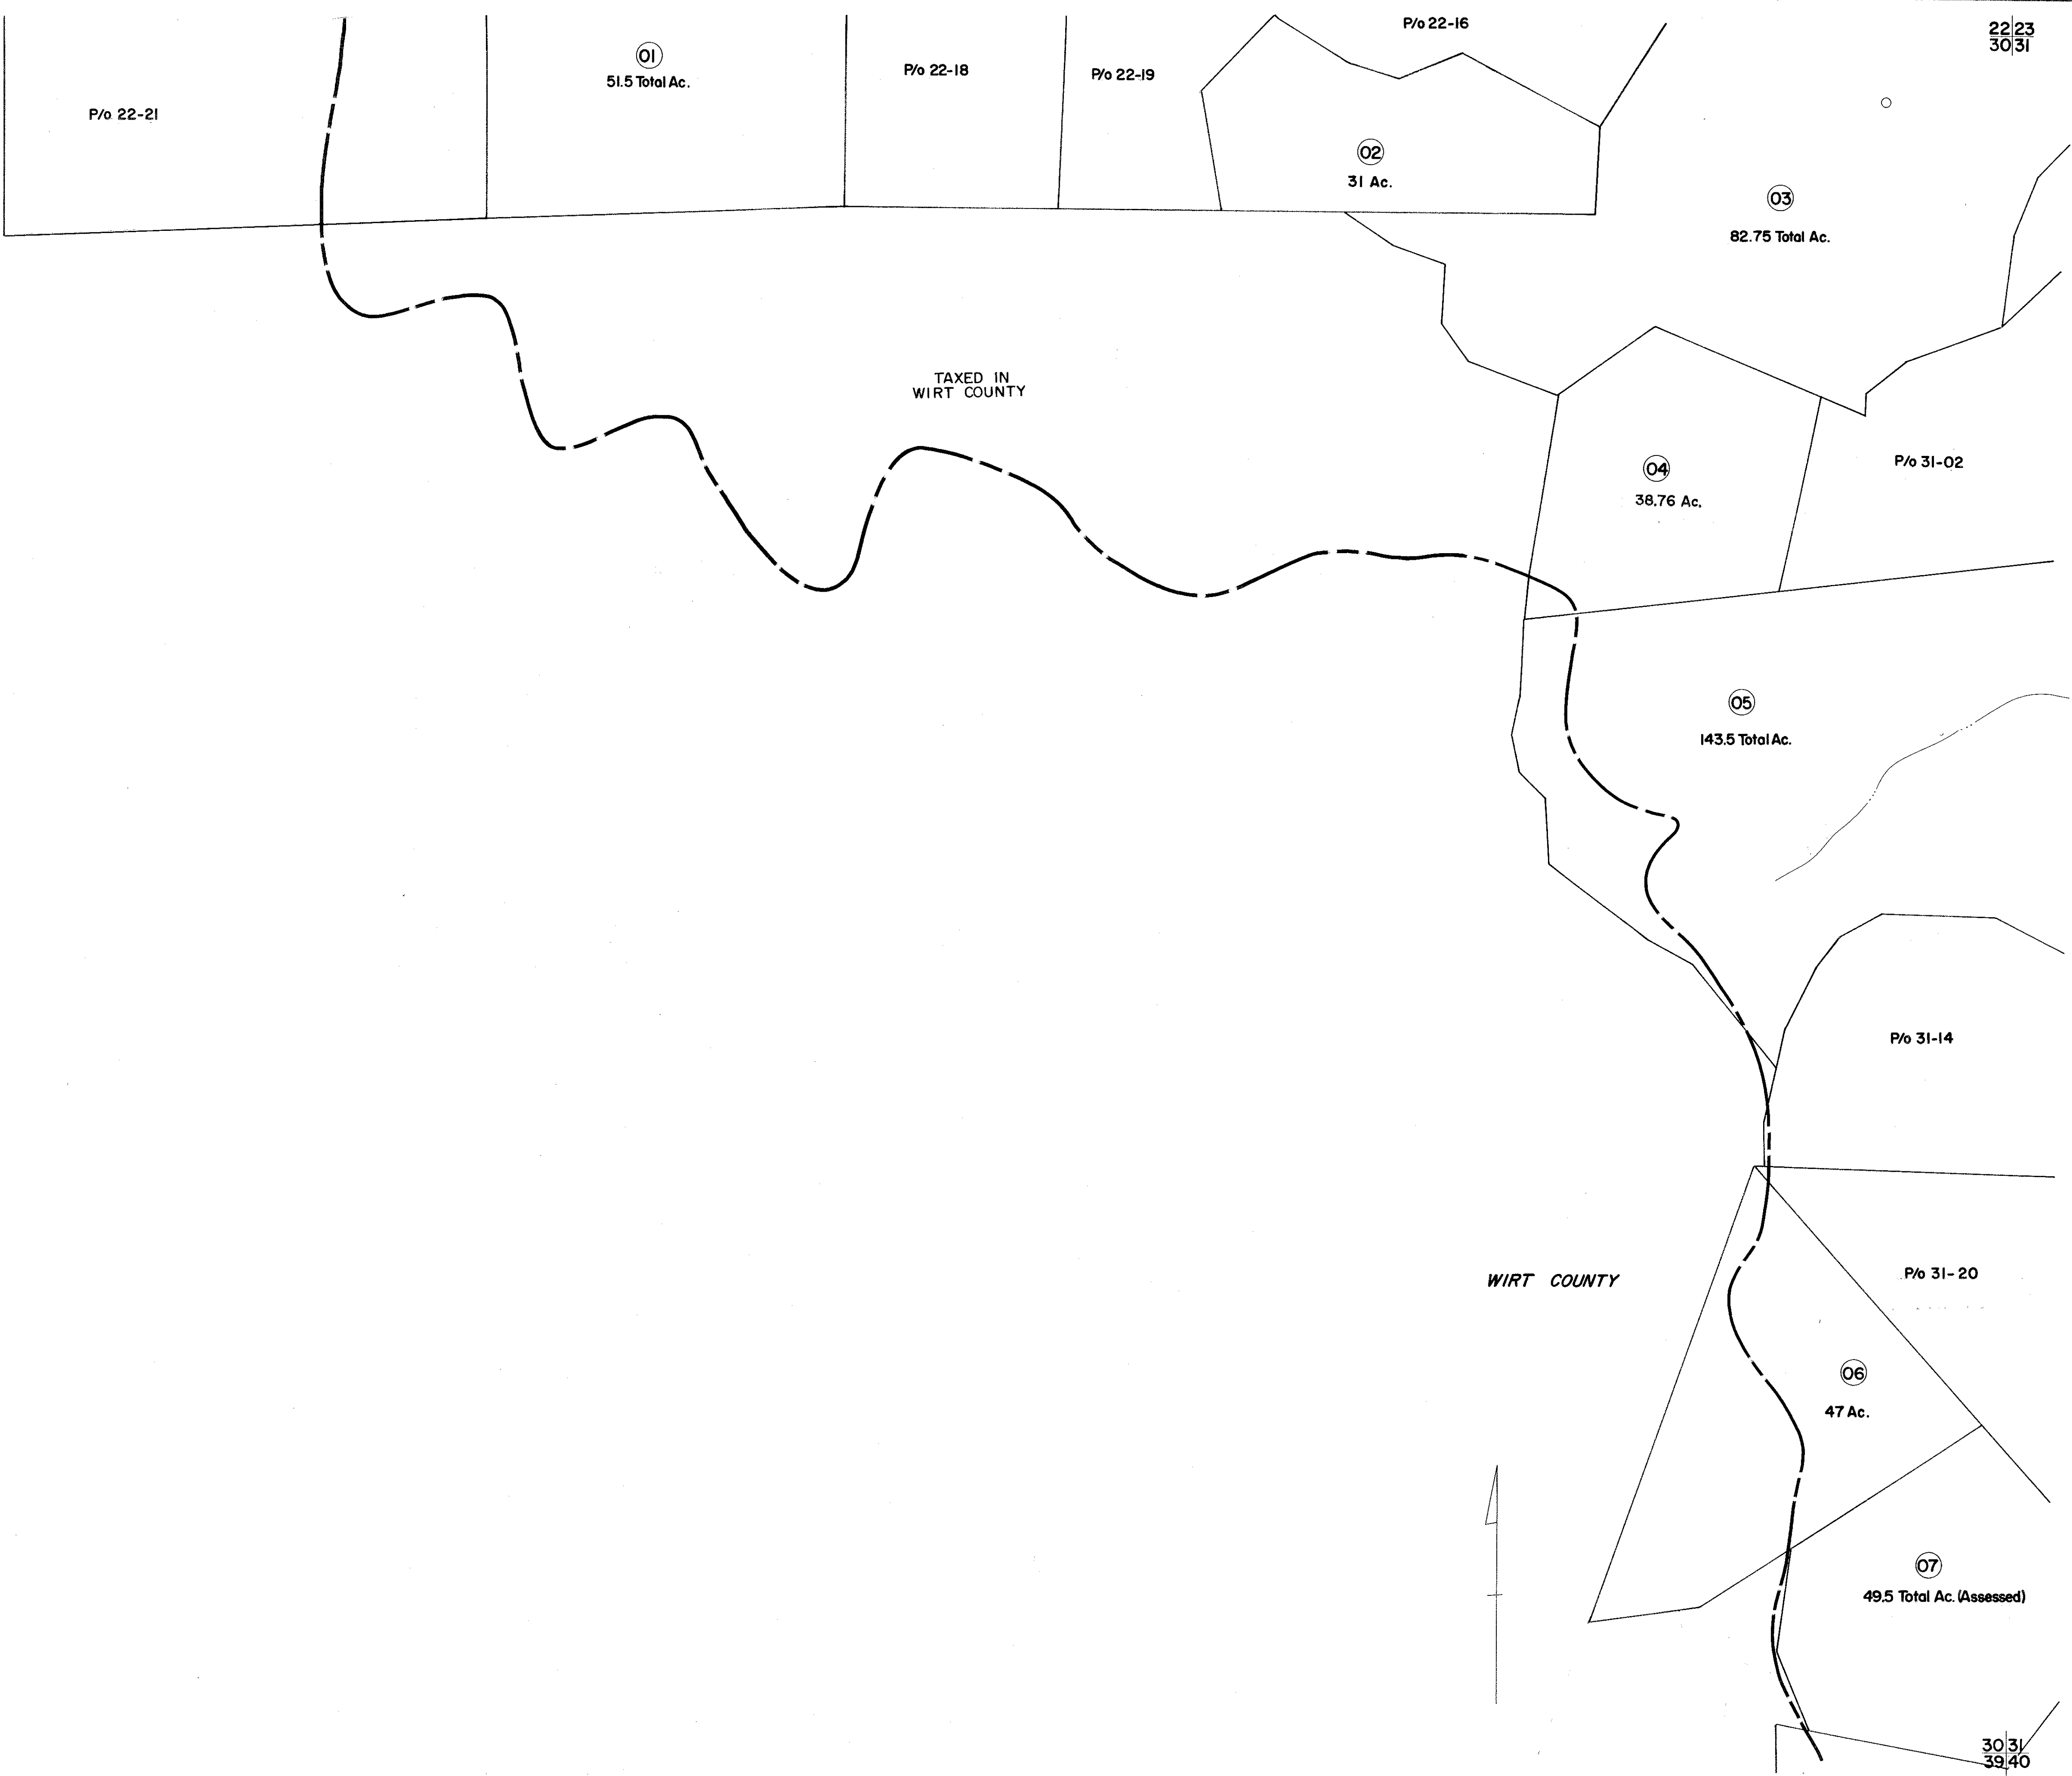 P/o 22-16
22 23
30 31
01
51.5 Total Ac.
P/o 22-18
P/o 22-19
P/o 22-21
02
31 Ac.
03
82.75 Total Ac.
TAXED IN
WIRT COUNTY
04
38.76 Ac.
P/o 31-02
05
143.5 Total Ac.
P/o 31-14
WIRT COUNTY
P/o 31-20
06
47 Ac.
07
49.5 Total Ac. (Assessed)
30 31
39 40